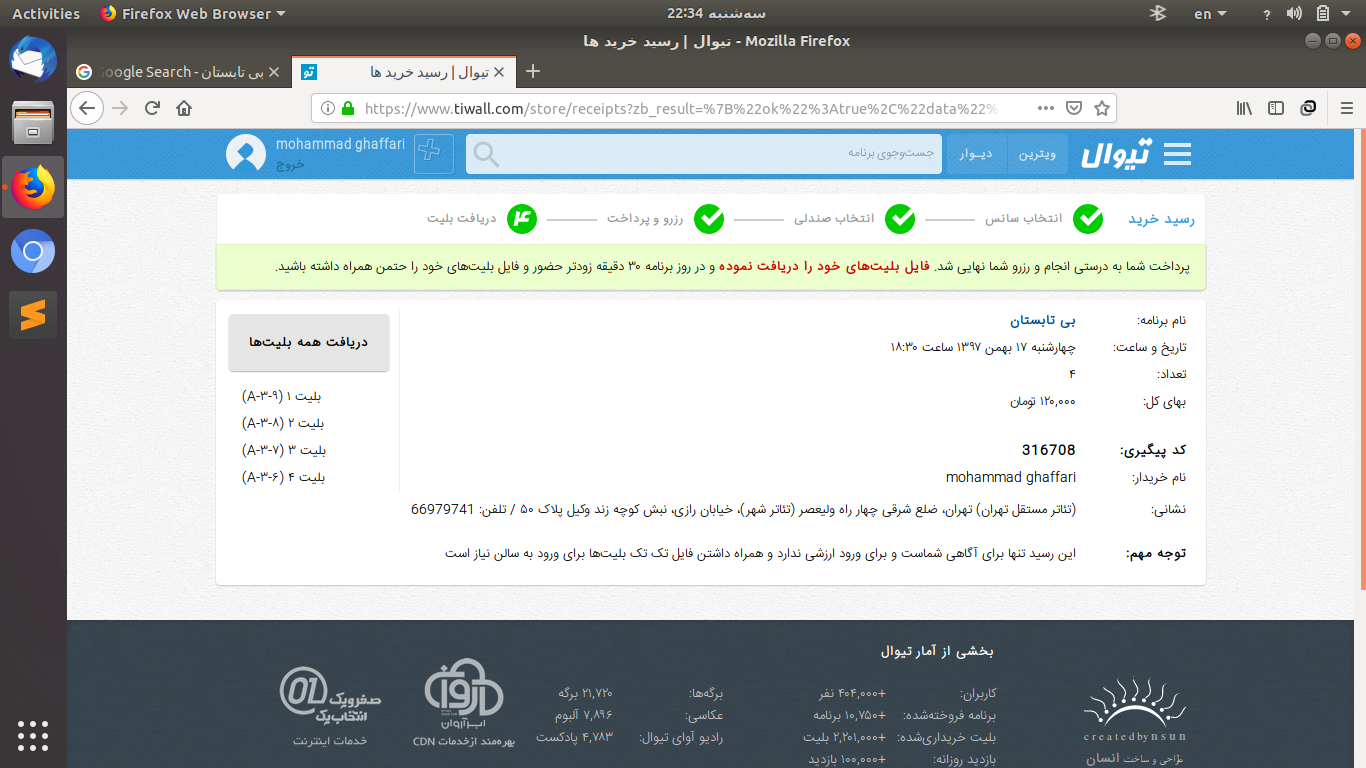 Activities Firefox Web Browser سه‌شنبه 22:34 en ?
تیوال | رسید خرید ها - Mozilla Firefox
بی تابستان - Google Search تیوال | رسید خرید ها
https://www.tiwall.com/store/receipts?zb_result=%7B%22ok%22%3Atrue%2C%22data%22%
تیوال ویترین دیـوار جست‌وجوی برنامه mohammad ghaffari
خروج
رسید خرید انتخاب سانس انتخاب صندلی رزرو و پرداخت ۴ دریافت بلیت
پرداخت شما به درستی انجام و رزرو شما نهایی شد. فایل بلیت‌های خود را دریافت نموده و در روز برنامه ۳۰ دقیقه زودتر حضور و فایل بلیت‌های خود را حتمن همراه داشته باشید.
نام برنامه: بی تابستان
تاریخ و ساعت: چهارشنبه ۱۷ بهمن ۱۳۹۷ ساعت ۱۸:۳۰
تعداد: ۴
بهای کل: ۱۲۰,۰۰۰ تومان
کد پیگیری: 316708
نام خریدار: mohammad ghaffari
نشانی: (تئاتر مستقل تهران) تهران، ضلع شرقی چهار راه ولیعصر (تئاتر شهر)، خیابان رازی، نبش کوچه زند وکیل پلاک ۵۰ / تلفن: 66979741
توجه مهم: این رسید تنها برای آگاهی شماست و برای ورود ارزشی ندارد و همراه داشتن فایل تک تک بلیت‌ها برای ورود به سالن نیاز است
دریافت همه بلیت‌ها
بلیت ۱ (A-۳-۹)
بلیت ۲ (A-۳-۸)
بلیت ۳ (A-۳-۷)
بلیت ۴ (A-۳-۶)
بخشی از آمار تیوال
کاربران: +۴۰۴,۰۰۰ نفر
برنامه فروخته‌شده: +۱۰,۷۵۰ برنامه
بلیت خریداری‌شده: +۲,۲۰۱,۰۰۰ بلیت
بازدید روزانه: +۱۰۰,۰۰۰ بازدید
برگه‌ها: ۲۱,۷۲۰ برگه
عکاسی: ۷,۸۹۶ آلبوم
رادیو آوای تیوال: ۴,۷۸۳ پادکست
createdbynsun
طراحی و ساخت انسان
ابر آروان
بهره‌مند ازخدمات CDN
01 صفرویک
انتخاب‌یک
خدمات اینترنت